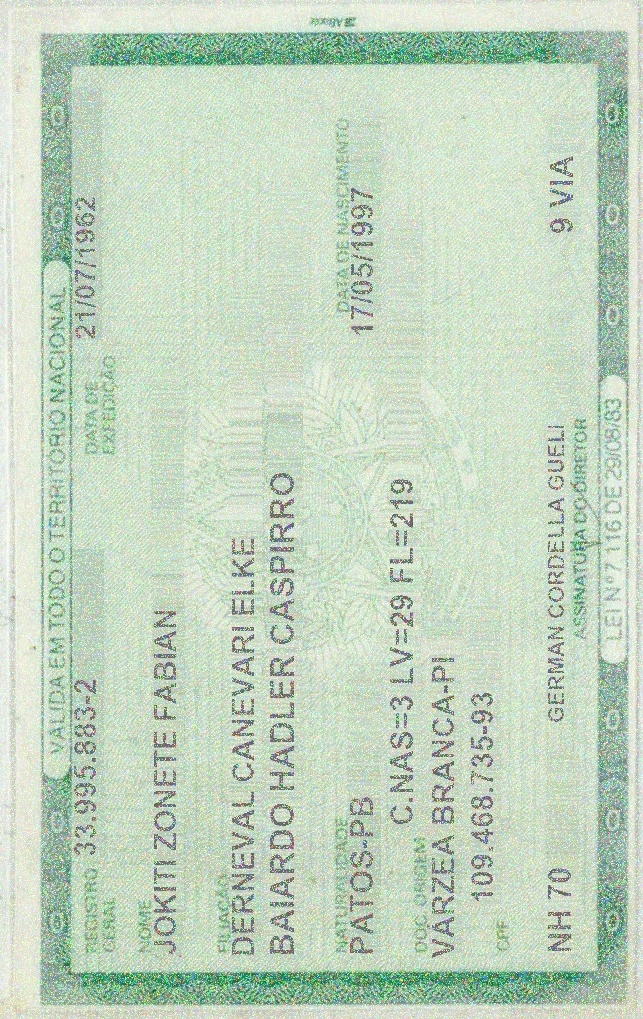 VALIDA EM TODO O TERRITÓRIO NACIONAL
REGISTRO GERAL 33.995.883-2 DATA DE EXPEDIÇÃO 21/07/1962
NOME
JOKITI ZONETE FABIAN
FILIAÇÃO
DERNEVAL CANEVARI ELKE
BAIARDO HADLER CASPIRRO
NATURALIDADE DATA DE NASCIMENTO
PATOS-PB 17/05/1997
DOC. ORIGEM C.NAS=3 LV=29 FL=219
VARZEA BRANCA-PI
CPF 109.468.735-93
NH 70 GERMAN CORDELLA GUELI 9 VIA
ASSINATURA DO DIRETOR
LEI Nº 7.116 DE 29/08/83